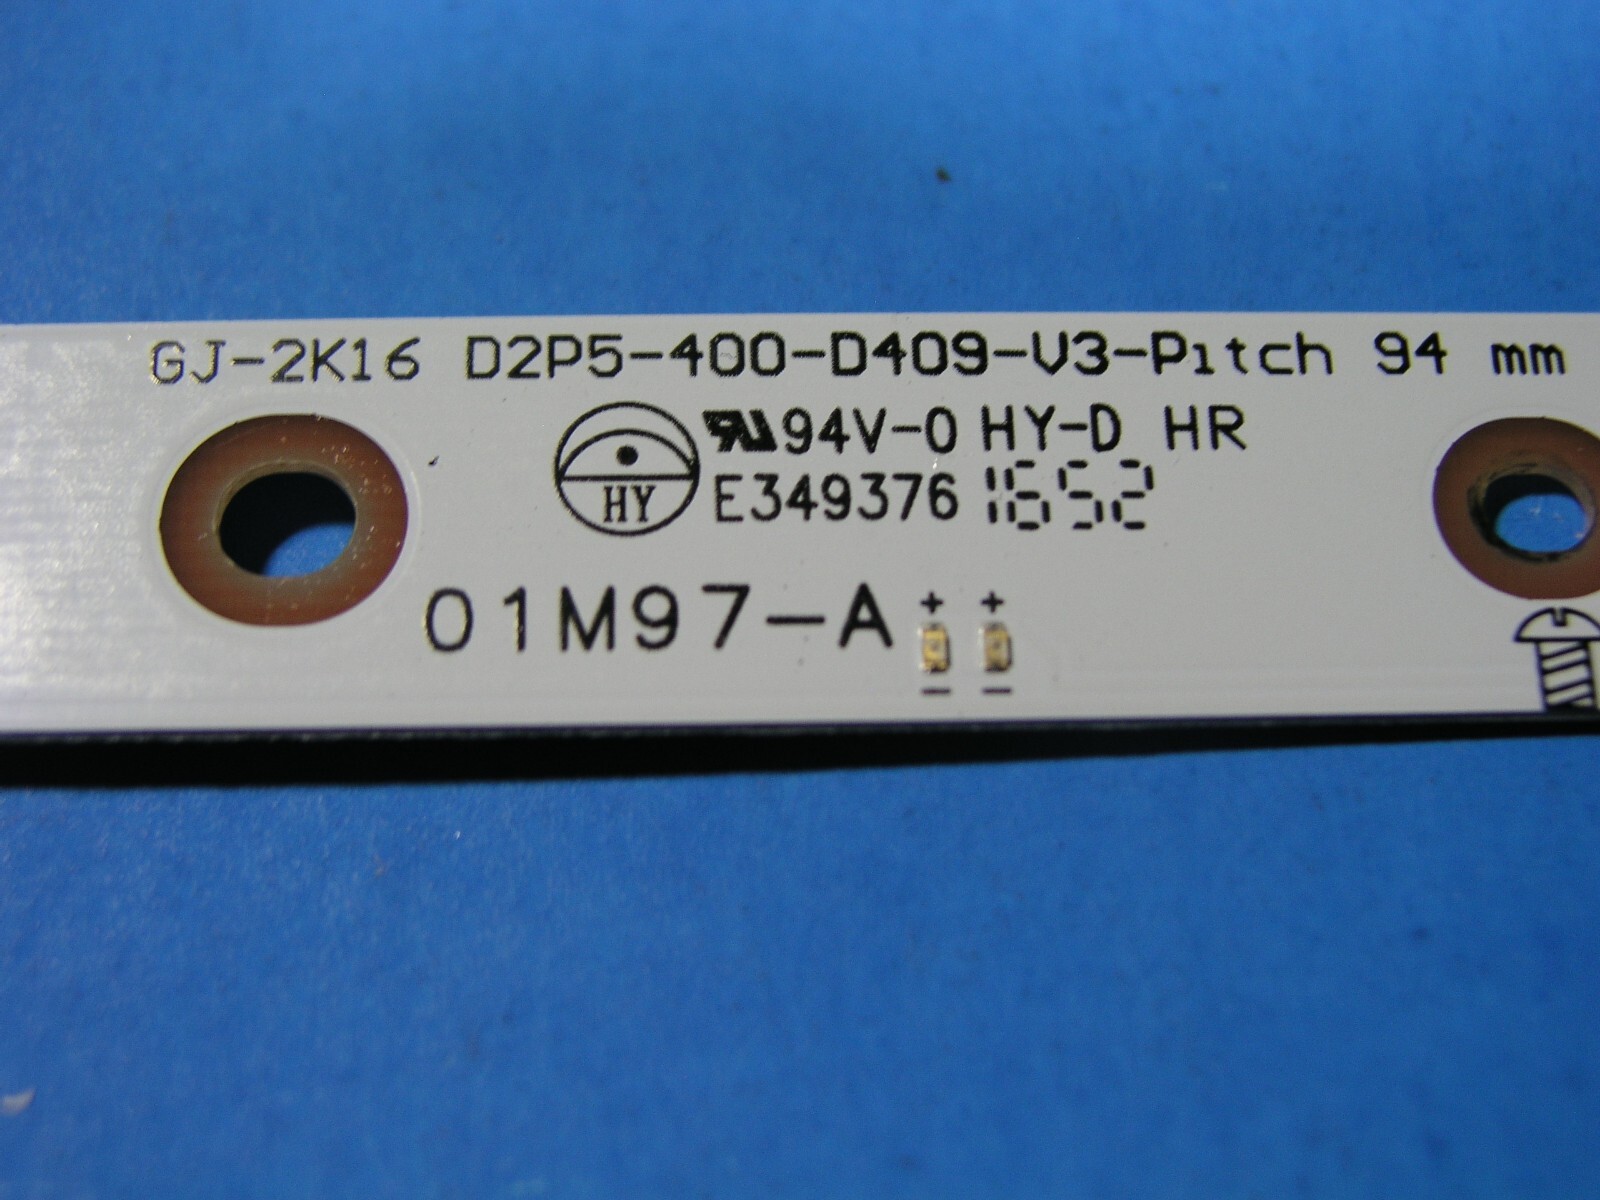 GJ-2K16 D2P5-400-D409-V3-Pitch 94 mm
HY
94V-0 HY-D HR
E349376 1652
01M97-A
+ +
- -